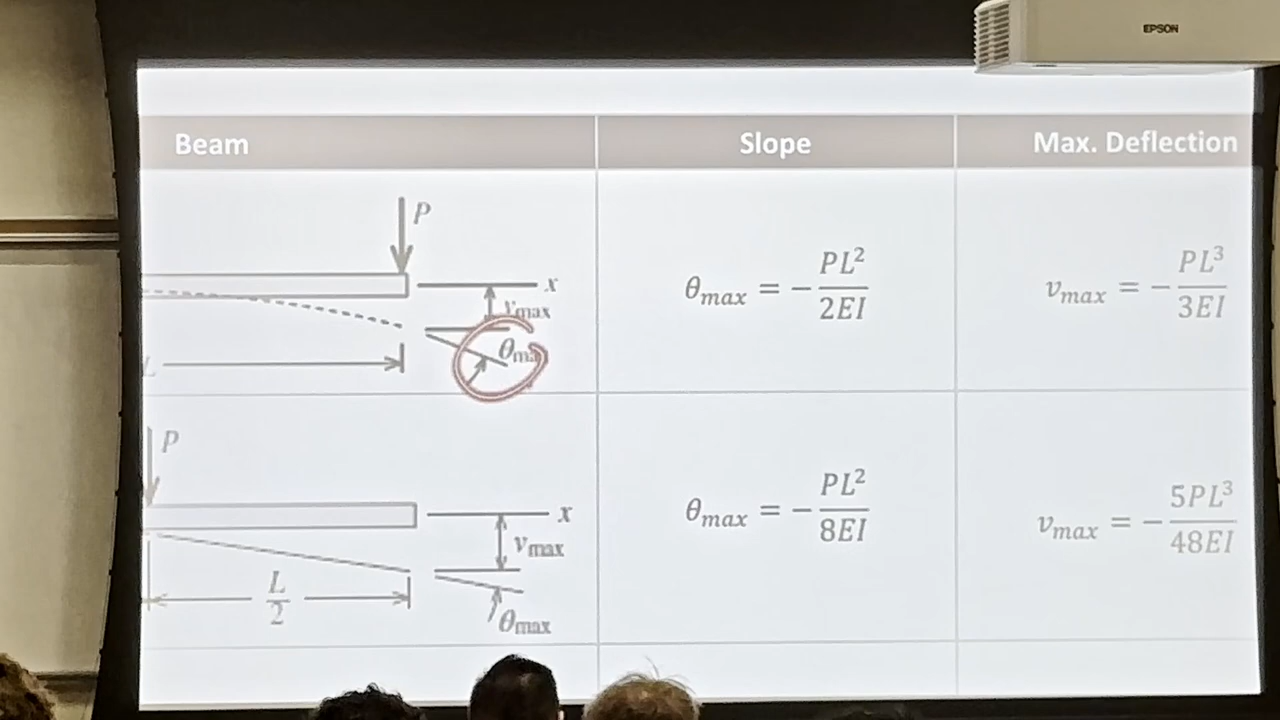 EPSON
Beam Slope Max. Deflection
P
x
v_max
θ_max
L
θ_max = − PL²/2EI
v_max = − PL³/3EI
P
x
v_max
L/2
θ_max
θ_max = − PL²/8EI
v_max = − 5PL³/48EI